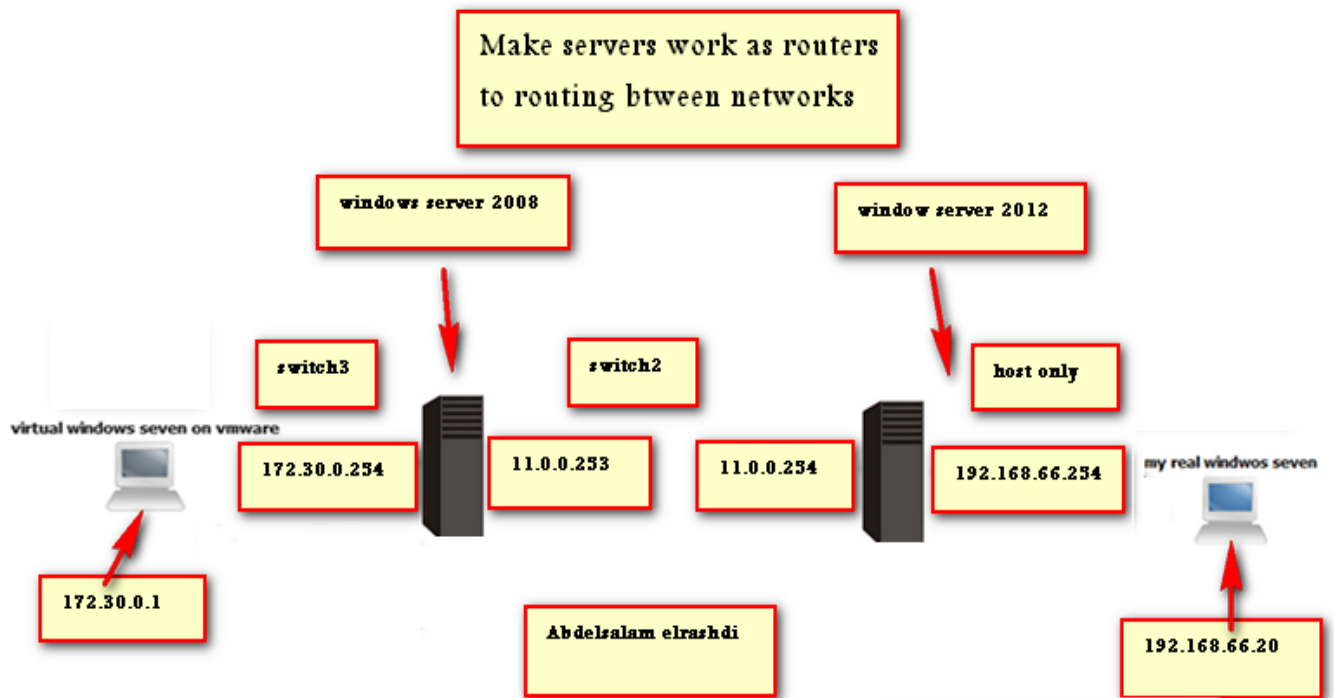 Make servers work as routers
to routing btween networks
windows server 2008
window server 2012
switch3
switch2
host only
virtual windows seven on vmware
172.30.0.254
11.0.0.253
11.0.0.254
192.168.66.254
my real windwos seven
172.30.0.1
Abdelsalam elrashdi
192.168.66.20